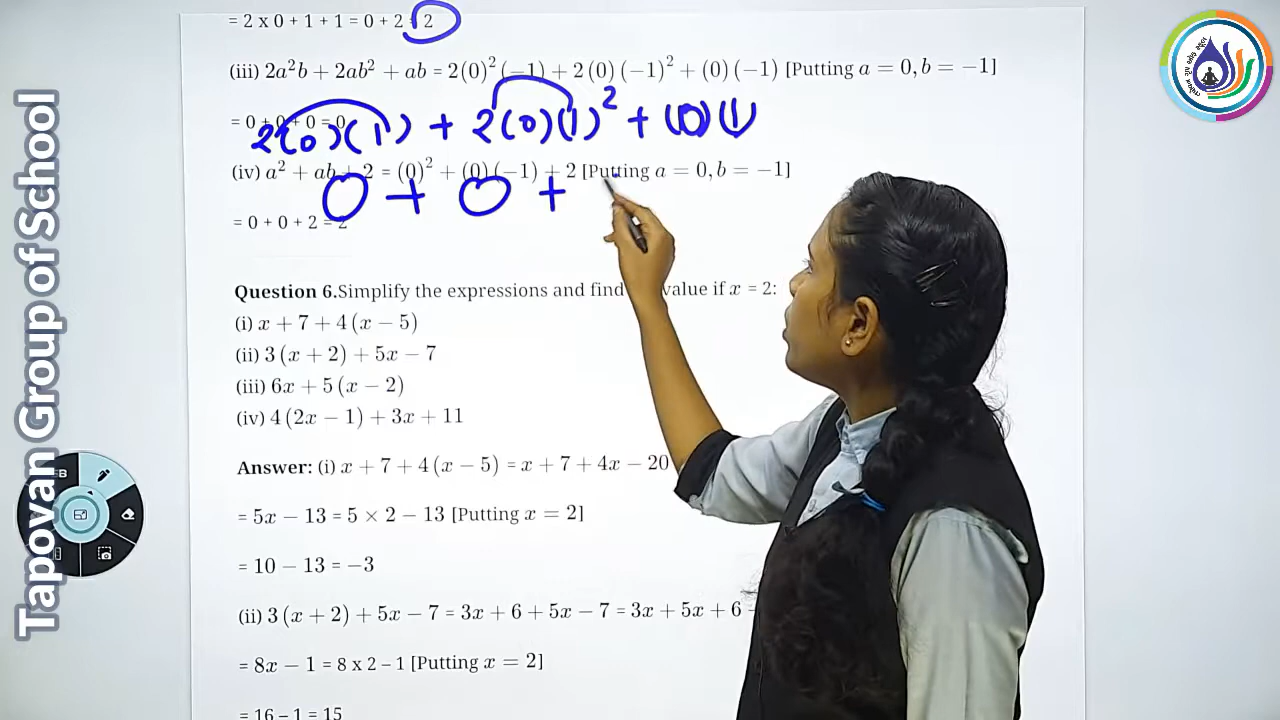 = 2 x 0 + 1 + 1 = 0 + 2 = 2
(iii) 2a²b + 2ab² + ab = 2(0)²(−1) + 2(0)(−1)² + (0)(−1) [Putting a = 0, b = −1]
= 0 + 0 + 0 = 0
2(0)(1) + 2(0)(1)² + (0)(1)
(iv) a² + ab + 2 = (0)² + (0)(−1) + 2 [Putting a = 0, b = −1]
0 + 0 +
= 0 + 0 + 2 = 2
Question 6.Simplify the expressions and find value if x = 2:
(i) x + 7 + 4(x − 5)
(ii) 3(x + 2) + 5x − 7
(iii) 6x + 5(x − 2)
(iv) 4(2x − 1) + 3x + 11
Answer: (i) x + 7 + 4(x − 5) = x + 7 + 4x − 20
= 5x − 13 = 5 × 2 − 13 [Putting x = 2]
= 10 − 13 = −3
(ii) 3(x + 2) + 5x − 7 = 3x + 6 + 5x − 7 = 3x + 5x + 6
= 8x − 1 = 8 x 2 − 1 [Putting x = 2]
= 16 − 1 = 15
Tapovan Group of School